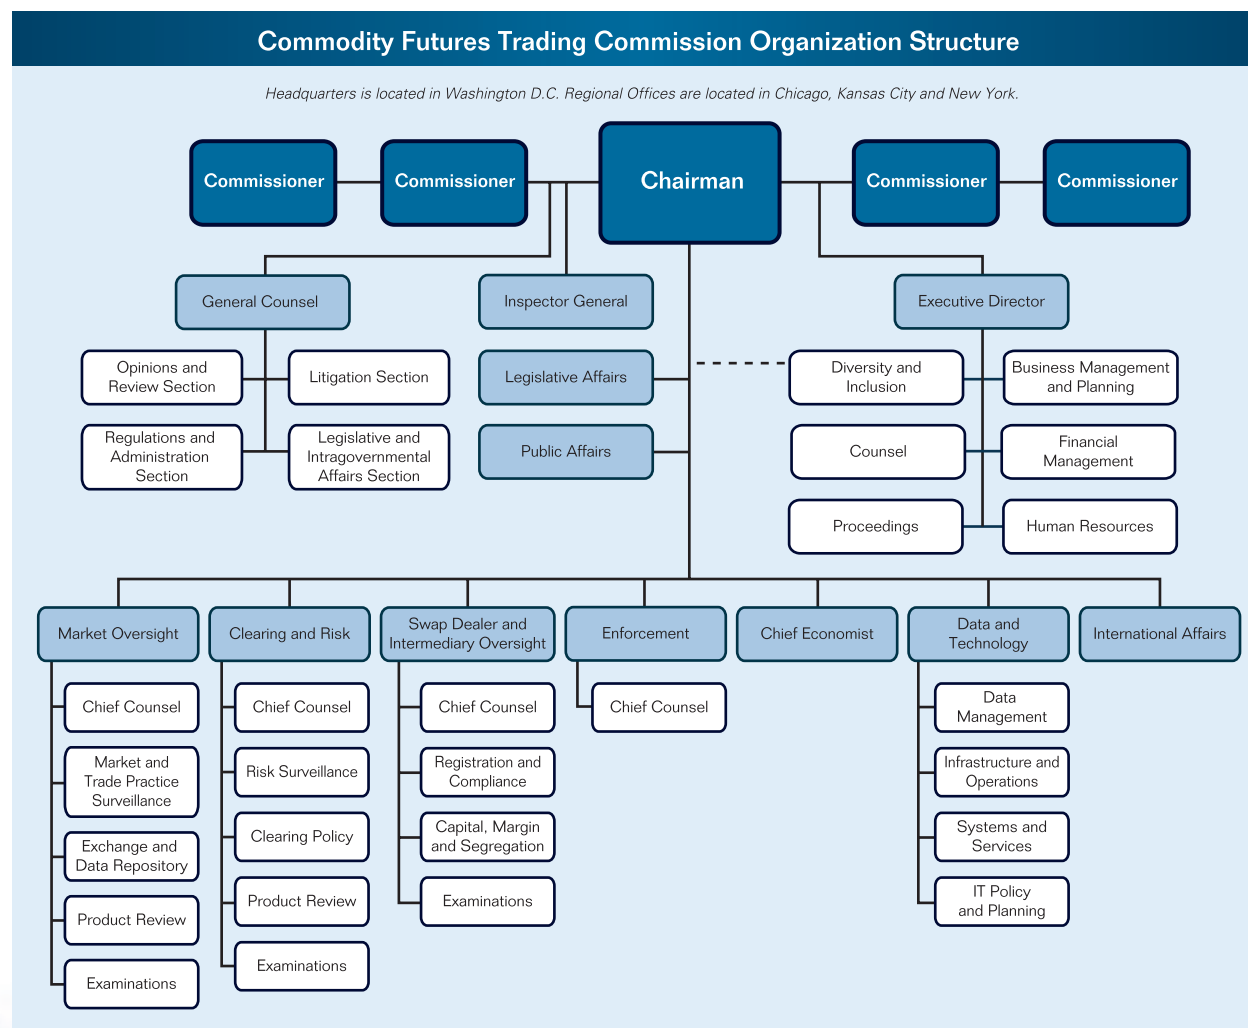 Commodity Futures Trading Commission Organization Structure
Headquarters is located in Washington D.C. Regional Offices are located in Chicago, Kansas City and New York.
Commissioner
Commissioner
Chairman
Commissioner
Commissioner
General Counsel
Inspector General
Executive Director
Opinions and
Review Section
Litigation Section
Legislative Affairs
Diversity and
Inclusion
Business Management
and Planning
Regulations and
Administration
Section
Legislative and
Intragovernmental
Affairs Section
Public Affairs
Counsel
Financial
Management
Proceedings
Human Resources
Market Oversight
Clearing and Risk
Swap Dealer and
Intermediary Oversight
Enforcement
Chief Economist
Data and
Technology
International Affairs
Chief Counsel
Market and
Trade Practice
Surveillance
Exchange and
Data Repository
Product Review
Examinations
Chief Counsel
Risk Surveillance
Clearing Policy
Product Review
Examinations
Chief Counsel
Registration and
Compliance
Capital, Margin
and Segregation
Examinations
Chief Counsel
Data
Management
Infrastructure and
Operations
Systems and
Services
IT Policy
and Planning